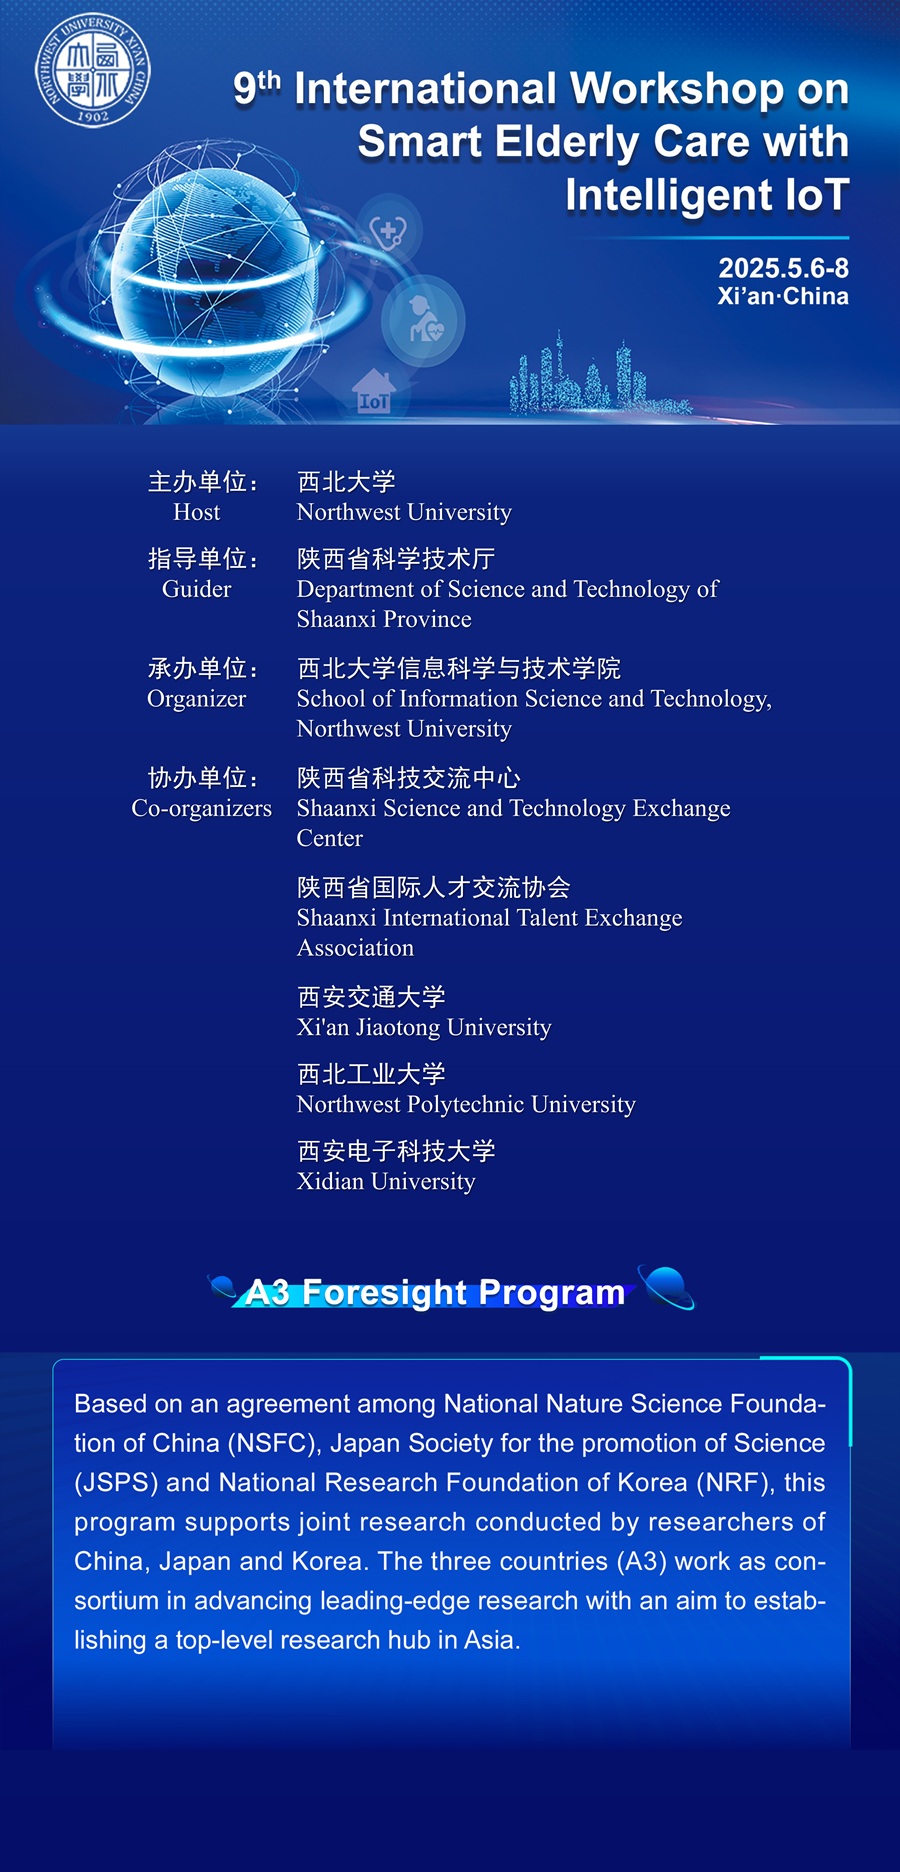 NORTHWEST UNIVERSITY XI'AN CHINA
1902
9th International Workshop on
Smart Elderly Care with
Intelligent IoT
2025.5.6-8
Xi’an·China
IoT
主办单位： 西北大学
Host Northwest University
指导单位： 陕西省科学技术厅
Guider Department of Science and Technology of
Shaanxi Province
承办单位： 西北大学信息科学与技术学院
Organizer School of Information Science and Technology,
Northwest University
协办单位： 陕西省科技交流中心
Co-organizers Shaanxi Science and Technology Exchange
Center
陕西省国际人才交流协会
Shaanxi International Talent Exchange
Association
西安交通大学
Xi'an Jiaotong University
西北工业大学
Northwest Polytechnic University
西安电子科技大学
Xidian University
A3 Foresight Program
Based on an agreement among National Nature Science Founda-
tion of China (NSFC), Japan Society for the promotion of Science
(JSPS) and National Research Foundation of Korea (NRF), this
program supports joint research conducted by researchers of
China, Japan and Korea. The three countries (A3) work as con-
sortium in advancing leading-edge research with an aim to estab-
lishing a top-level research hub in Asia.